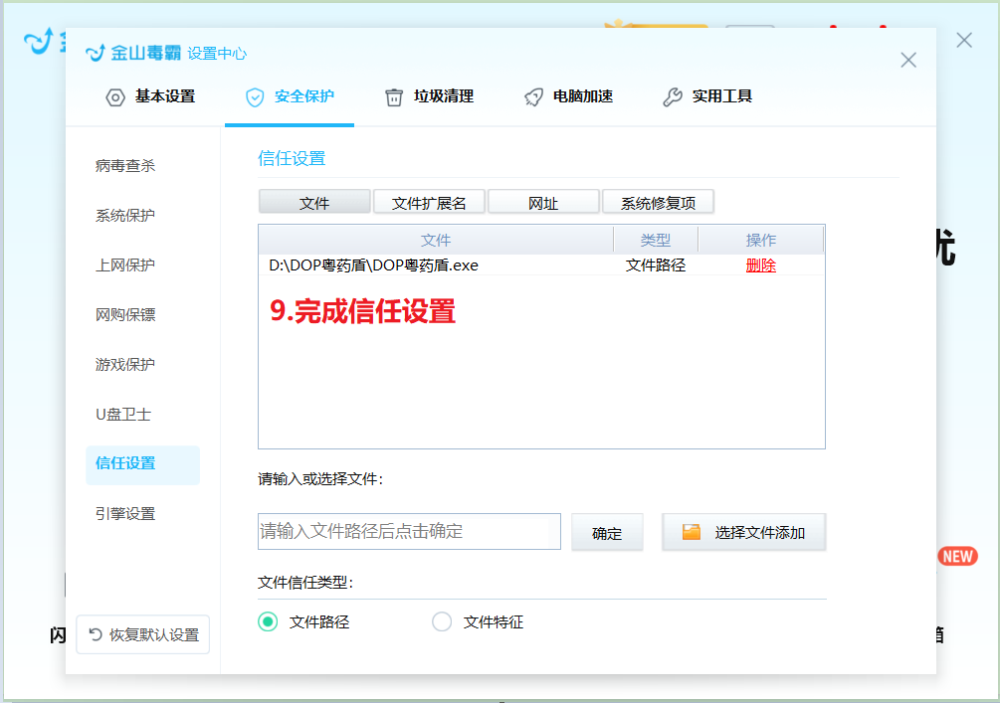 金山毒霸 设置中心
基本设置 安全保护 垃圾清理 电脑加速 实用工具
病毒查杀
系统保护
上网保护
网购保镖
游戏保护
U盘卫士
信任设置
引擎设置
恢复默认设置
信任设置
文件 文件扩展名 网址 系统修复项
文件 类型 操作
D:\DOP粤药盾\DOP粤药盾.exe 文件路径 删除
9.完成信任设置
请输入或选择文件:
请输入文件路径后点击确定 确定 选择文件添加
文件信任类型:
文件路径 文件特征
NEW
闪